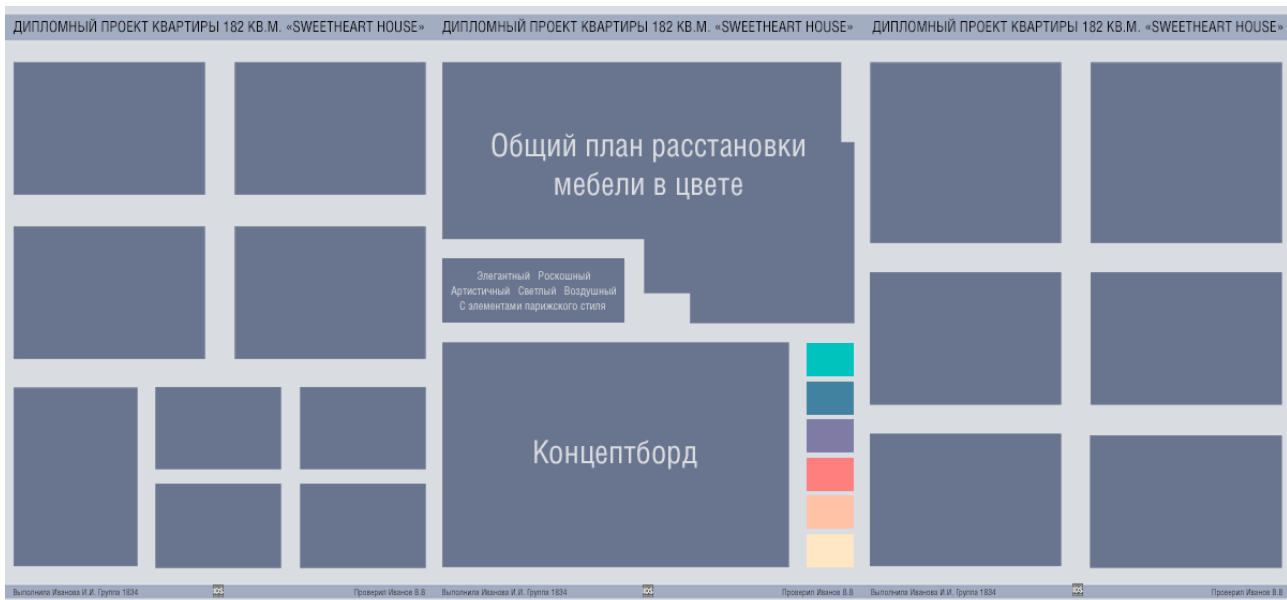 ДИПЛОМНЫЙ ПРОЕКТ КВАРТИРЫ 182 КВ.М. «SWEETHEART HOUSE»
ДИПЛОМНЫЙ ПРОЕКТ КВАРТИРЫ 182 КВ.М. «SWEETHEART HOUSE»
ДИПЛОМНЫЙ ПРОЕКТ КВАРТИРЫ 182 КВ.М. «SWEETHEART HOUSE»
Общий план расстановки
мебели в цвете
Элегантный Роскошный
Артистичный Светлый Воздушный
С элементами парижского стиля
Концептборд
Выполнила Иванова И.И. Группа 1834
IDS
Проверил Иванов В.В
Выполнила Иванова И.И. Группа 1834
IDS
Проверил Иванов В.В
Выполнила Иванова И.И. Группа 1834
IDS
Проверил Иванов В.В.